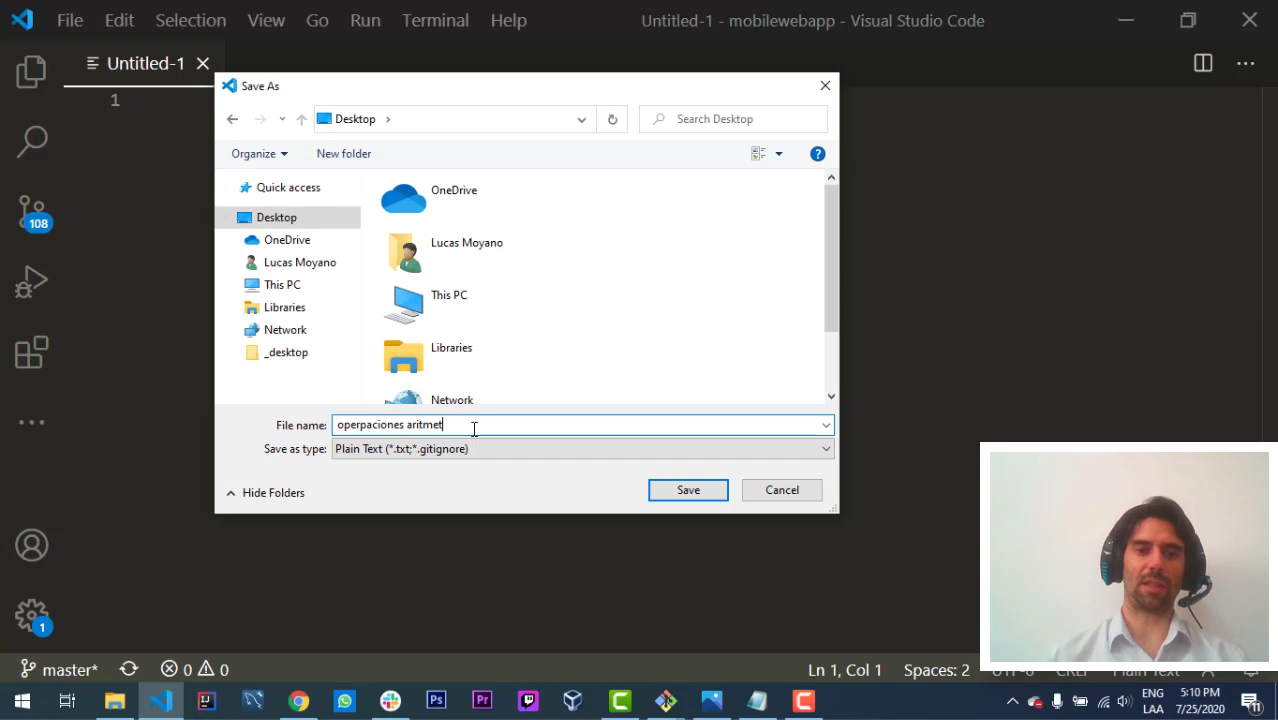 File Edit Selection View Go Run Terminal Help Untitled-1 - mobilewebapp - Visual Studio Code
Untitled-1
1
Save As
Desktop
Search Desktop
Organize New folder
Quick access
Desktop
OneDrive
Lucas Moyano
This PC
Libraries
Network
_desktop
OneDrive
Lucas Moyano
This PC
Libraries
Network
File name: operpaciones aritmet
Save as type: Plain Text (*.txt;*.gitignore)
Hide Folders Save Cancel
108
1
master* 0 0 Ln 1, Col 1 Spaces: 2
Ps Pr
ENG
LAA
5:10 PM
7/25/2020
11